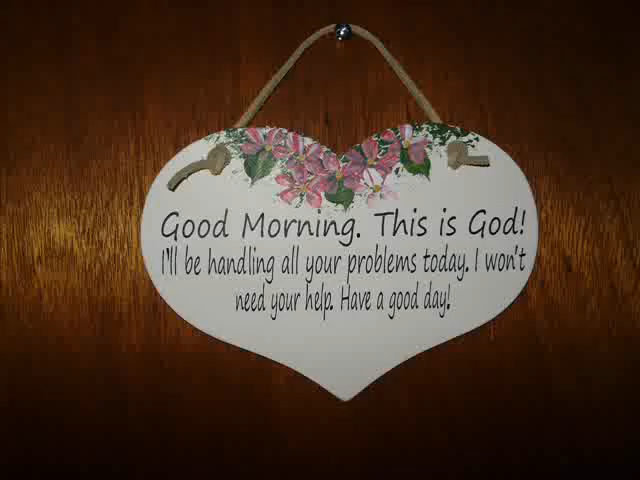 Good Morning. This is God!
I'll be handling all your problems today. I won't
need your help. Have a good day!